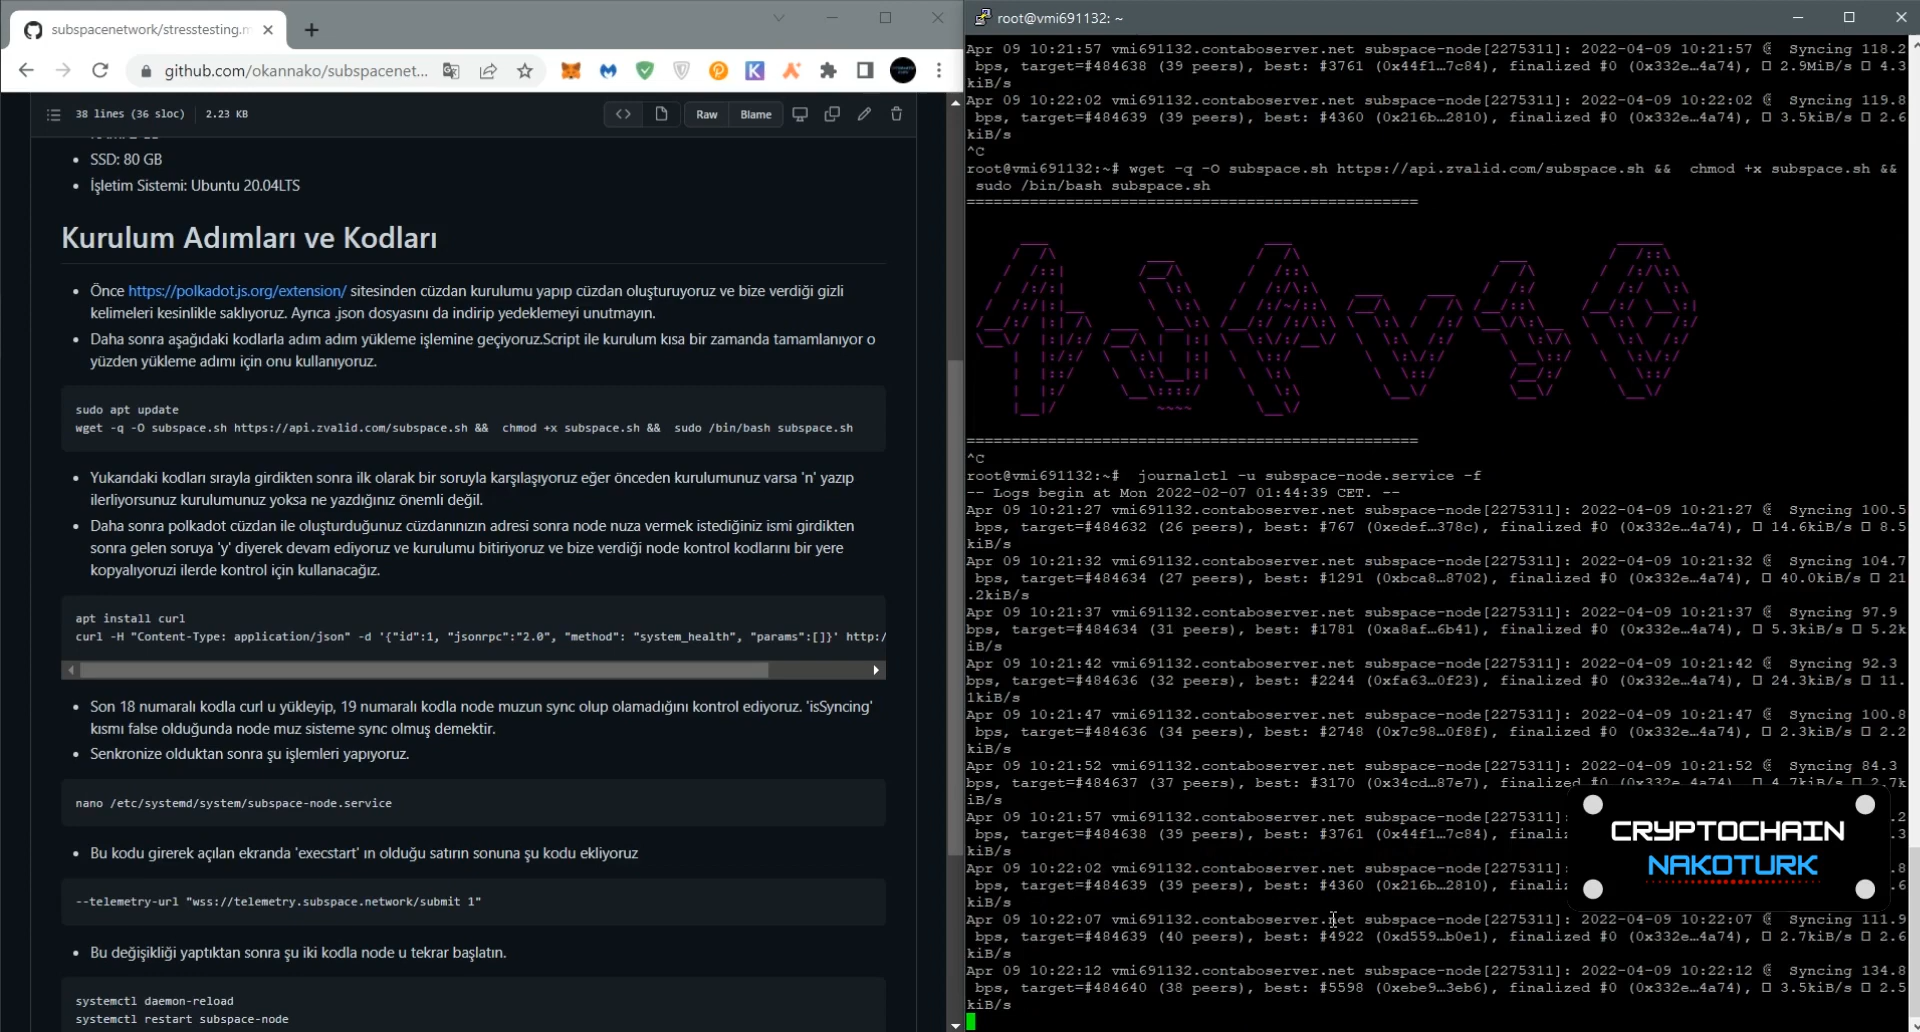 subspacenetwork/stresstesting.m
github.com/okannako/subspacenet...
38 lines (36 sloc)
2.23 KB
Raw
Blame
SSD: 80 GB
İşletim Sistemi: Ubuntu 20.04LTS
Kurulum Adımları ve Kodları
Önce https://polkadot.js.org/extension/ sitesinden cüzdan kurulumu yapıp cüzdan oluşturuyoruz ve bize verdiği gizli
kelimeleri kesinlikle saklıyoruz. Ayrıca .json dosyasını da indirip yedeklemeyi unutmayın.
Daha sonra aşağıdaki kodlarla adım adım yükleme işlemine geçiyoruz.Script ile kurulum kısa bir zamanda tamamlanıyor o
yüzden yükleme adımı için onu kullanıyoruz.
sudo apt update
wget -q -O subspace.sh https://api.zvalid.com/subspace.sh &&  chmod +x subspace.sh &&  sudo /bin/bash subspace.sh
Yukarıdaki kodları sırayla girdikten sonra ilk olarak bir soruyla karşılaşıyoruz eğer önceden kurulumunuz varsa 'n' yazıp
ilerliyorsunuz kurulumunuz yoksa ne yazdığınız önemli değil.
Daha sonra polkadot cüzdan ile oluşturduğunuz cüzdanınızın adresi sonra node nuza vermek istediğiniz ismi girdikten
sonra gelen soruya 'y' diyerek devam ediyoruz ve kurulumu bitiriyoruz ve bize verdiği node kontrol kodlarını bir yere
kopyalıyoruzi ilerde kontrol için kullanacağız.
apt install curl
curl -H "Content-Type: application/json" -d '{"id":1, "jsonrpc":"2.0", "method": "system_health", "params":[]}' http:/
Son 18 numaralı kodla curl u yükleyip, 19 numaralı kodla node muzun sync olup olamadığını kontrol ediyoruz. 'isSyncing'
kısmı false olduğunda node muz sisteme sync olmuş demektir.
Senkronize olduktan sonra şu işlemleri yapıyoruz.
nano /etc/systemd/system/subspace-node.service
Bu kodu girerek açılan ekranda 'execstart' ın olduğu satırın sonuna şu kodu ekliyoruz
--telemetry-url "wss://telemetry.subspace.network/submit 1"
Bu değişikliği yaptıktan sonra şu iki kodla node u tekrar başlatın.
systemctl daemon-reload
systemctl restart subspace-node
root@vmi691132: ~
Apr 09 10:21:57 vmi691132.contaboserver.net subspace-node[2275311]: 2022-04-09 10:21:57 Syncing 118.2
bps, target=#484638 (39 peers), best: #3761 (0x44f1…7c84), finalized #0 (0x332e…4a74), □ 2.9MiB/s □ 4.3
kiB/s
Apr 09 10:22:02 vmi691132.contaboserver.net subspace-node[2275311]: 2022-04-09 10:22:02 Syncing 119.8
bps, target=#484639 (39 peers), best: #4360 (0x216b…2810), finalized #0 (0x332e…4a74), □ 3.5kiB/s □ 2.6
kiB/s
^C
root@vmi691132:~# wget -q -O subspace.sh https://api.zvalid.com/subspace.sh &&  chmod +x subspace.sh &&
sudo /bin/bash subspace.sh
^C
root@vmi691132:~#  journalctl -u subspace-node.service -f
-- Logs begin at Mon 2022-02-07 01:44:39 CET. --
Apr 09 10:21:27 vmi691132.contaboserver.net subspace-node[2275311]: 2022-04-09 10:21:27 Syncing 100.5
bps, target=#484632 (26 peers), best: #767 (0xedef…378c), finalized #0 (0x332e…4a74), □ 14.6kiB/s □ 8.5
kiB/s
Apr 09 10:21:32 vmi691132.contaboserver.net subspace-node[2275311]: 2022-04-09 10:21:32 Syncing 104.7
bps, target=#484634 (27 peers), best: #1291 (0xbca8…8702), finalized #0 (0x332e…4a74), □ 40.0kiB/s □ 21
.2kiB/s
Apr 09 10:21:37 vmi691132.contaboserver.net subspace-node[2275311]: 2022-04-09 10:21:37 Syncing 97.9
bps, target=#484634 (31 peers), best: #1781 (0xa8af…6b41), finalized #0 (0x332e…4a74), □ 5.3kiB/s □ 5.2k
iB/s
Apr 09 10:21:42 vmi691132.contaboserver.net subspace-node[2275311]: 2022-04-09 10:21:42 Syncing 92.3
bps, target=#484636 (32 peers), best: #2244 (0xfa63…0f23), finalized #0 (0x332e…4a74), □ 24.3kiB/s □ 11.
1kiB/s
Apr 09 10:21:47 vmi691132.contaboserver.net subspace-node[2275311]: 2022-04-09 10:21:47 Syncing 100.8
bps, target=#484636 (34 peers), best: #2748 (0x7c98…0f8f), finalized #0 (0x332e…4a74), □ 2.3kiB/s □ 2.2
kiB/s
Apr 09 10:21:52 vmi691132.contaboserver.net subspace-node[2275311]: 2022-04-09 10:21:52 Syncing 84.3
bps, target=#484637 (37 peers), best: #3170 (0x34cd…87e7), finalized #0 (0x332e…4a74), □ 4.7kiB/s □ 2.7k
iB/s
Apr 09 10:21:57 vmi691132.contaboserver.net subspace-node[2275311]: .2
bps, target=#484638 (39 peers), best: #3761 (0x44f1…7c84), finali .3
kiB/s
Apr 09 10:22:02 vmi691132.contaboserver.net subspace-node[2275311]: .8
bps, target=#484639 (39 peers), best: #4360 (0x216b…2810), finali .6
kiB/s
Apr 09 10:22:07 vmi691132.contaboserver.net subspace-node[2275311]: 2022-04-09 10:22:07 Syncing 111.9
bps, target=#484639 (40 peers), best: #4922 (0xd559…b0e1), finalized #0 (0x332e…4a74), □ 2.7kiB/s □ 2.6
kiB/s
Apr 09 10:22:12 vmi691132.contaboserver.net subspace-node[2275311]: 2022-04-09 10:22:12 Syncing 134.8
bps, target=#484640 (38 peers), best: #5598 (0xebe9…3eb6), finalized #0 (0x332e…4a74), □ 3.5kiB/s □ 2.5
kiB/s
CRYPTOCHAIN
NAKOTURK